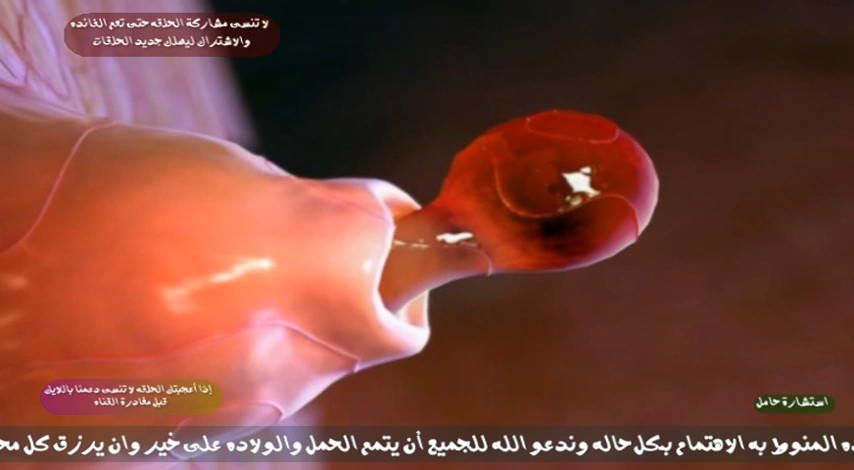 لا تنسى مشاركة الحلقه حتى تعم الفائده
والاشتراك ليصلك جديد الحلقات
إذا أعجبتك الحلقه لا تنسى دعمنا باللايك
قبل مغادرة القناه
استشارة حامل
المنوط به الاهتمام بكل حاله وندعو الله للجميع أن يتمم الحمل والولاده على خير وان يرزق كل